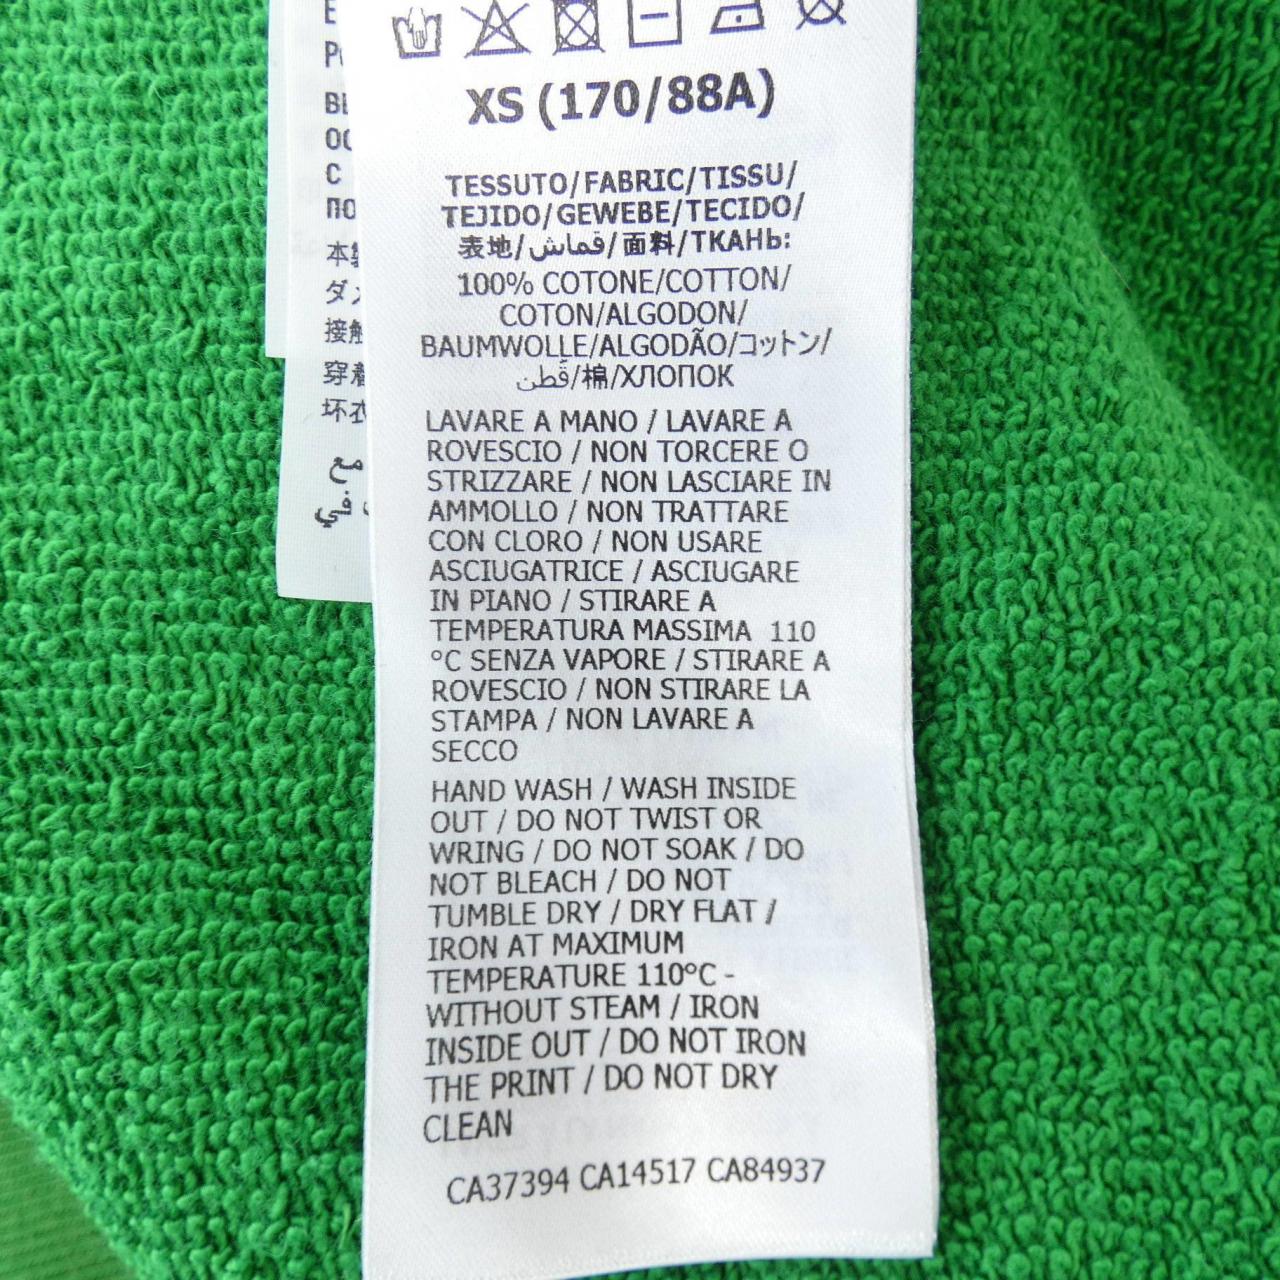 XS (170/88A)
TESSUTO/FABRIC/TISSU/
TEJIDO/GEWEBE/TECIDO/
表地/قماش/面料/ТКАНЬ:
100% COTONE/COTTON/
COTON/ALGODON/
BAUMWOLLE/ALGODÃO/コットン/
قطن/棉/ХЛОПОК
LAVARE A MANO / LAVARE A
ROVESCIO / NON TORCERE O
STRIZZARE / NON LASCIARE IN
AMMOLLO / NON TRATTARE
CON CLORO / NON USARE
ASCIUGATRICE / ASCIUGARE
IN PIANO / STIRARE A
TEMPERATURA MASSIMA 110
°C SENZA VAPORE / STIRARE A
ROVESCIO / NON STIRARE LA
STAMPA / NON LAVARE A
SECCO
HAND WASH / WASH INSIDE
OUT / DO NOT TWIST OR
WRING / DO NOT SOAK / DO
NOT BLEACH / DO NOT
TUMBLE DRY / DRY FLAT /
IRON AT MAXIMUM
TEMPERATURE 110°C -
WITHOUT STEAM / IRON
INSIDE OUT / DO NOT IRON
THE PRINT / DO NOT DRY
CLEAN
CA37394 CA14517 CA84937
С
接触
مع
في